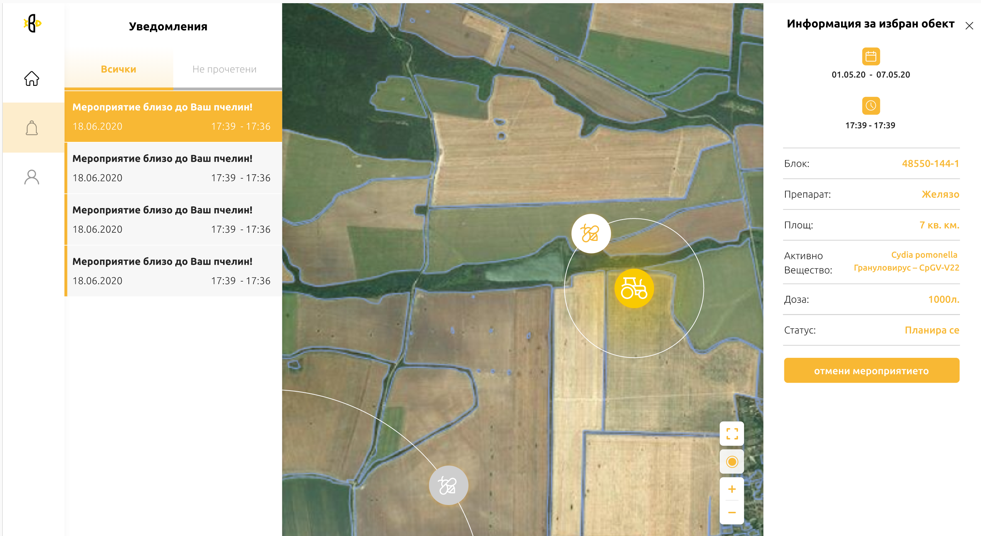 Уведомления
Всички
Не прочетени
Мероприятие близо до Ваш пчелин!
18.06.2020 17:39 - 17:36
Мероприятие близо до Ваш пчелин!
18.06.2020 17:39 - 17:36
Мероприятие близо до Ваш пчелин!
18.06.2020 17:39 - 17:36
Мероприятие близо до Ваш пчелин!
18.06.2020 17:39 - 17:36
Информация за избран обект
01.05.20 - 07.05.20
17:39 - 17:39
Блок: 48550-144-1
Препарат: Желязо
Площ: 7 кв. км.
Активно
Вещество:
Cydia pomonella
Грануловирус – CpGV-V22
Доза: 1000л.
Статус: Планира се
отмени мероприятието